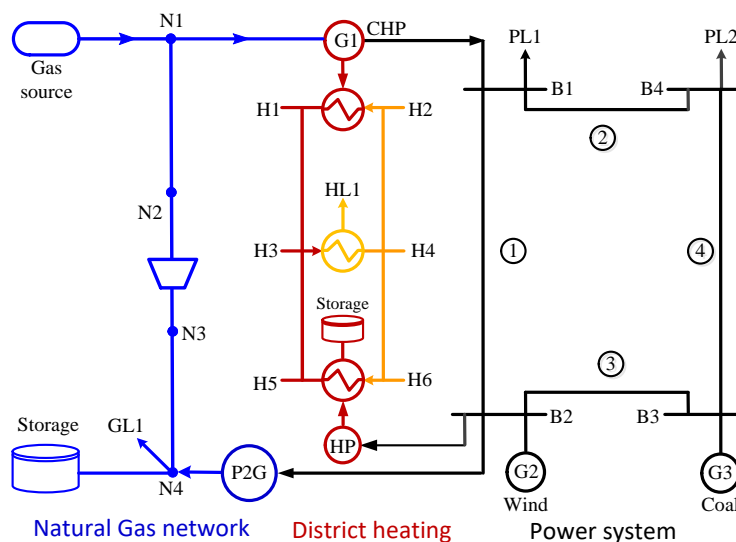 N1
G1
CHP
PL1
PL2
Gas
source
B1
B4
H1
H2
2
N2
HL1
H3
H4
1
4
Storage
N3
3
H5
H6
B2
B3
GL1
Storage
HP
N4
P2G
G2
G3
Wind
Coal
Natural Gas network
District heating
Power system